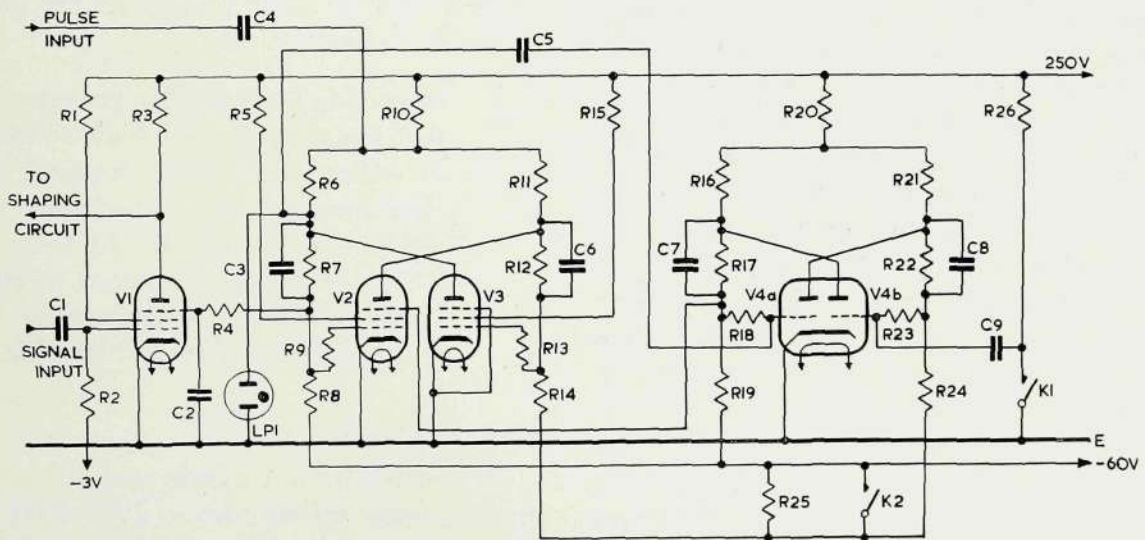 PULSE
INPUT
C4
C5
250V
R1
R3
R5
R10
R15
R20
R26
R6
R11
R16
R21
TO
SHAPING
CIRCUIT
C3
R7
R12
C6
C7
R17
R22
C8
C1
V1
R4
V2
V3
V4a
V4b
R18
R23
SIGNAL
INPUT
R9
R13
C9
R2
C2
LP1
R8
R14
R19
R24
K1
E
-3V
-60V
R25
K2